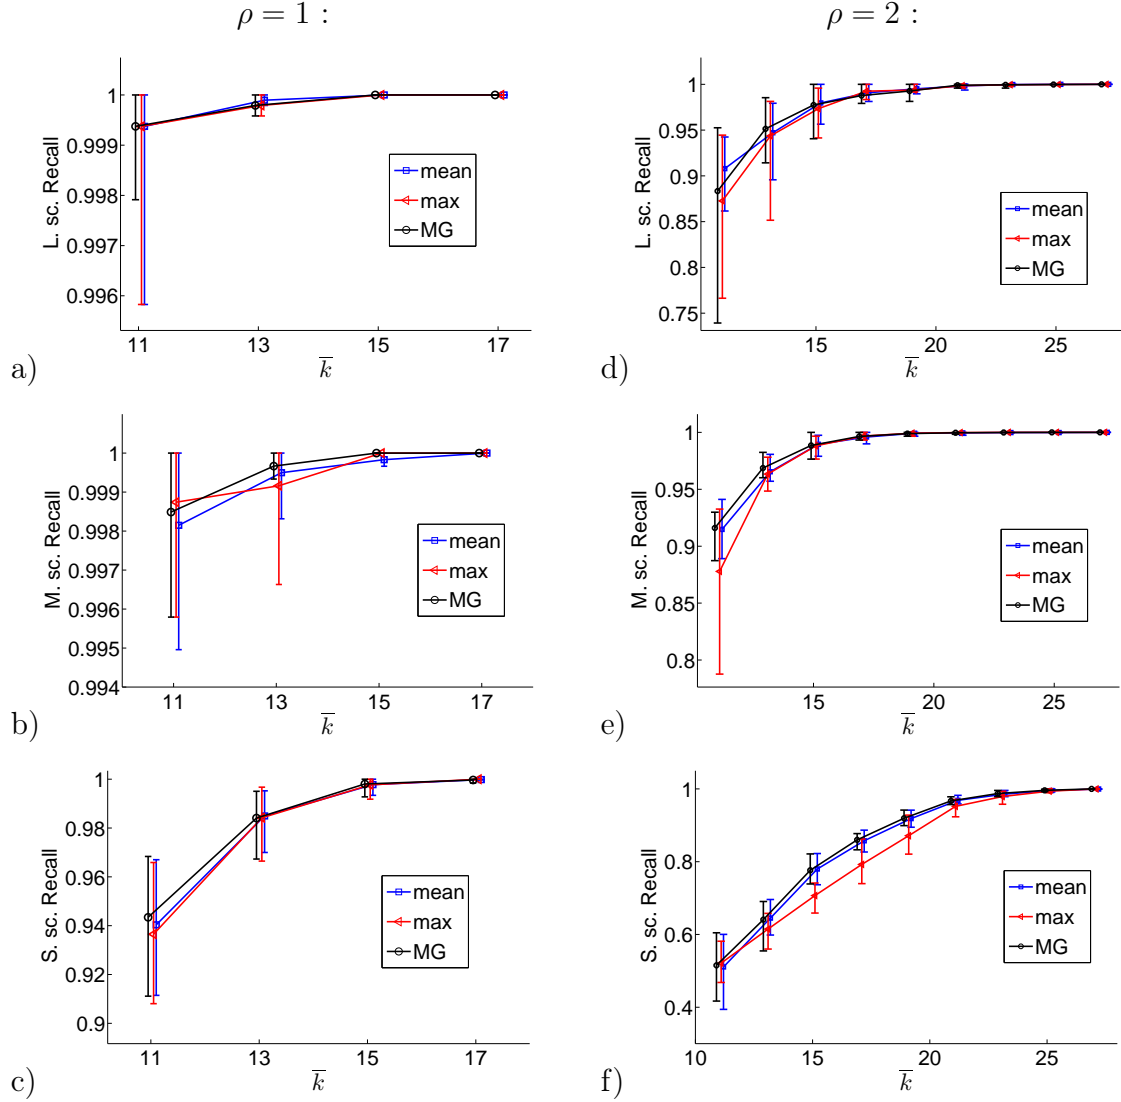 ρ = 1 :
ρ = 2 :
L. sc. Recall
1
0.999
0.998
0.997
0.996
11
13
15
17
k̅
mean
max
MG
a)
L. sc. Recall
1
0.95
0.9
0.85
0.8
0.75
15
20
25
k̅
mean
max
MG
d)
M. sc. Recall
1
0.999
0.998
0.997
0.996
0.995
0.994
11
13
15
17
k̅
mean
max
MG
b)
M. sc. Recall
1
0.95
0.9
0.85
0.8
15
20
25
k̅
mean
max
MG
e)
S. sc. Recall
1
0.98
0.96
0.94
0.92
0.9
11
13
15
17
k̅
mean
max
MG
c)
S. sc. Recall
1
0.8
0.6
0.4
10
15
20
25
k̅
mean
max
MG
f)